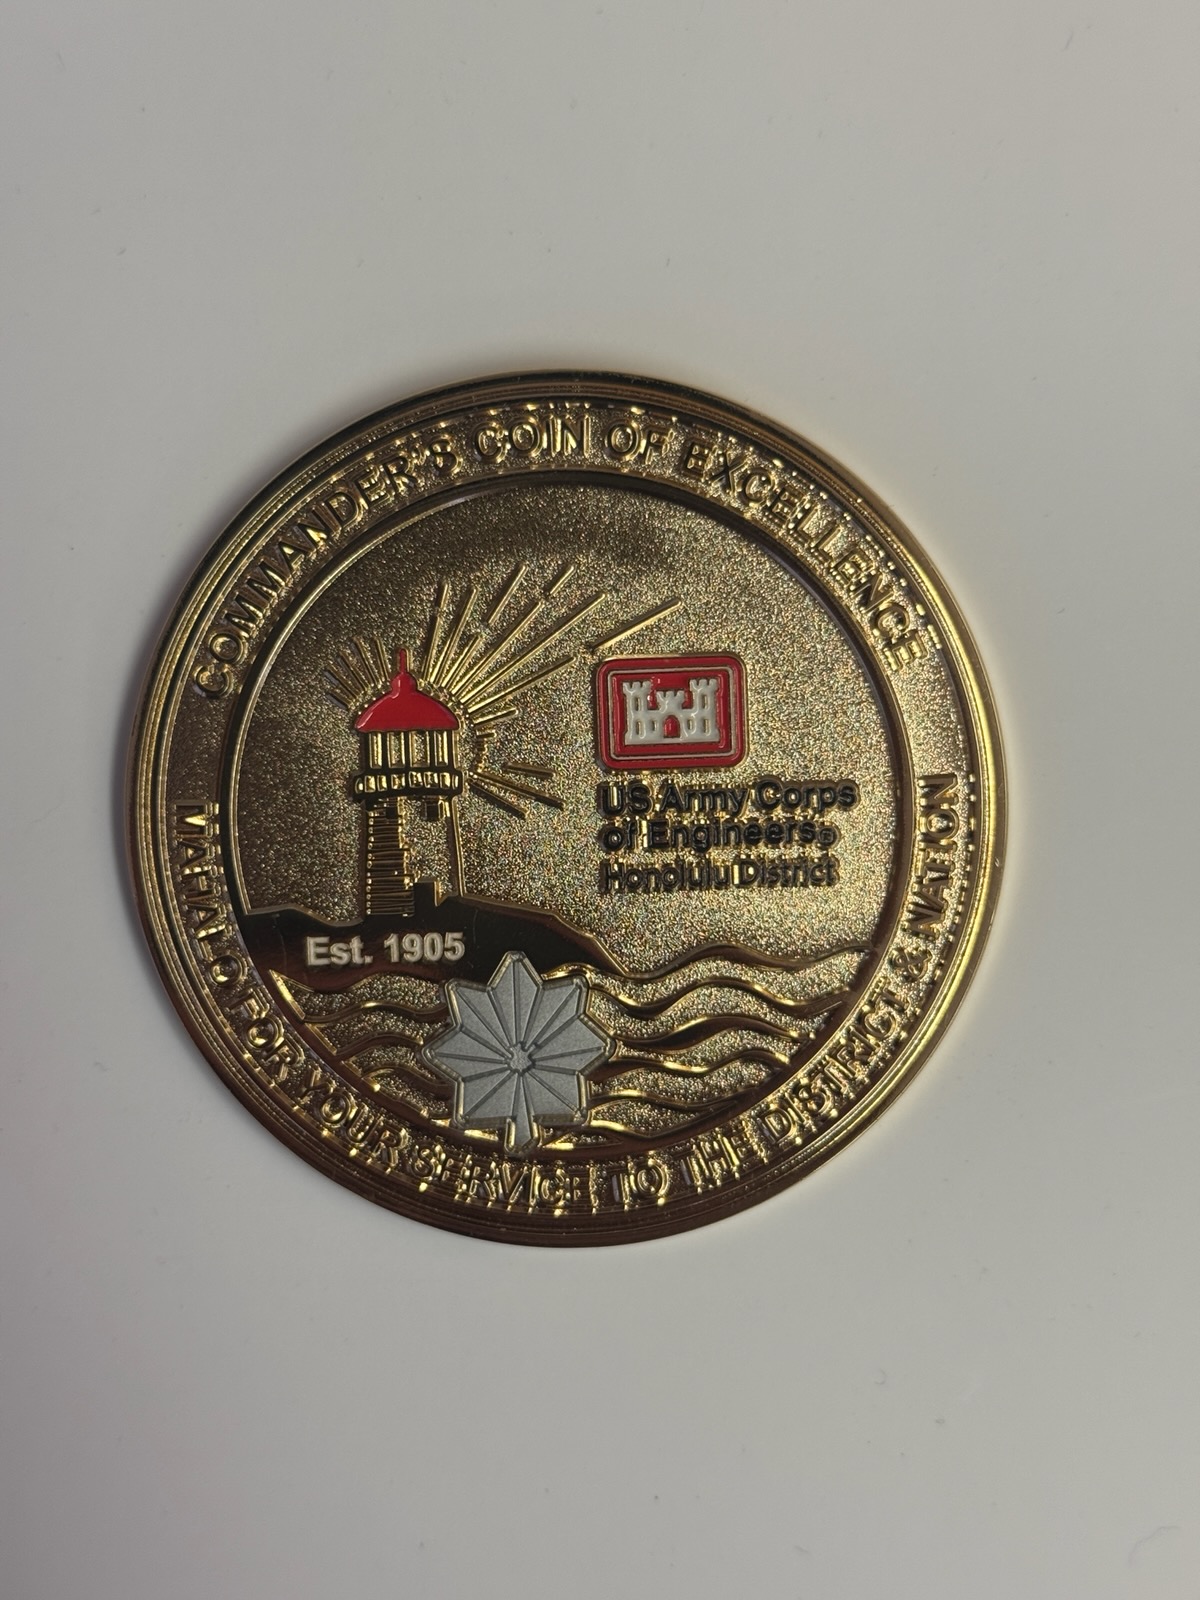 COMMANDER'S COIN OF EXCELLENCE
US Army Corps
of Engineers®
Honolulu District
Est. 1905
MAHALO FOR YOUR SERVICE TO THE DISTRICT & NATION